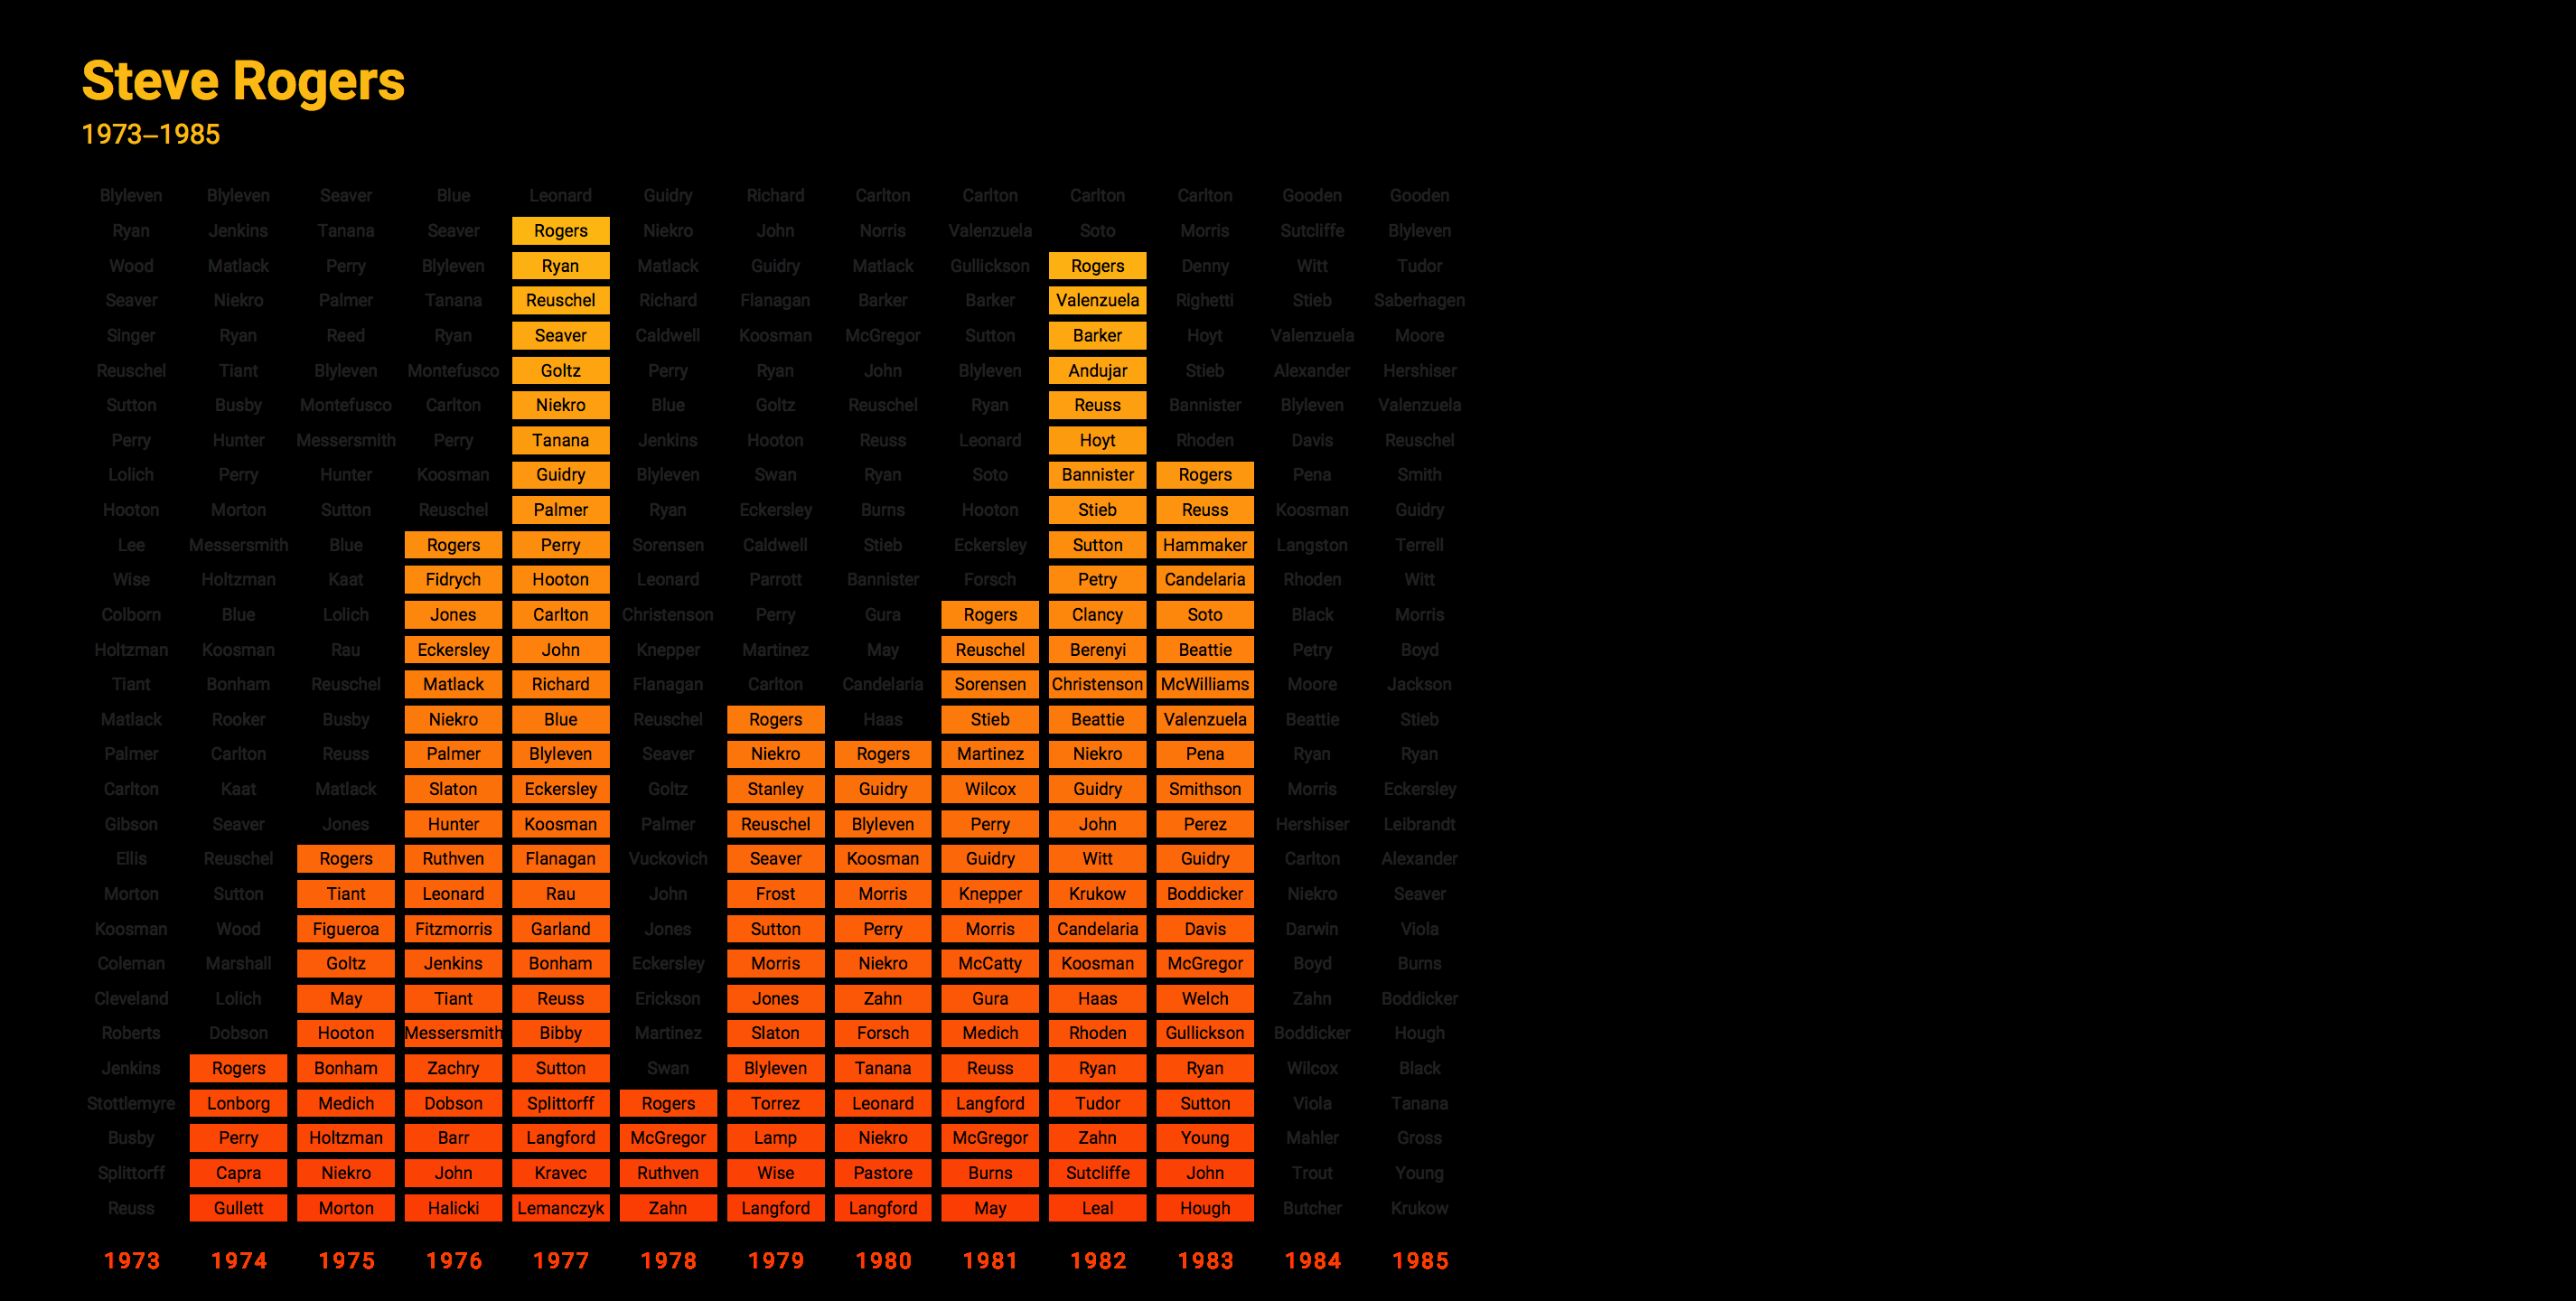 Steve Rogers
1973–1985
Blyleven Blyleven Seaver Blue Leonard Guidry Richard Carlton Carlton Carlton Carlton Gooden Gooden
Ryan Jenkins Tanana Seaver Rogers Niekro John Norris Valenzuela Soto Morris Sutcliffe Blyleven
Wood Matlack Perry Blyleven Ryan Matlack Guidry Matlack Gullickson Rogers Denny Witt Tudor
Seaver Niekro Palmer Tanana Reuschel Richard Flanagan Barker Barker Valenzuela Righetti Stieb Saberhagen
Singer Ryan Reed Ryan Seaver Caldwell Koosman McGregor Sutton Barker Hoyt Valenzuela Moore
Reuschel Tiant Blyleven Montefusco Goltz Perry Ryan John Blyleven Andujar Stieb Alexander Hershiser
Sutton Busby Montefusco Carlton Niekro Blue Goltz Reuschel Ryan Reuss Bannister Blyleven Valenzuela
Perry Hunter Messersmith Perry Tanana Jenkins Hooton Reuss Leonard Hoyt Rhoden Davis Reuschel
Lolich Perry Hunter Koosman Guidry Blyleven Swan Ryan Soto Bannister Rogers Pena Smith
Hooton Morton Sutton Reuschel Palmer Ryan Eckersley Burns Hooton Stieb Reuss Koosman Guidry
Lee Messersmith Blue Rogers Perry Sorensen Caldwell Stieb Eckersley Sutton Hammaker Langston Terrell
Wise Holtzman Kaat Fidrych Hooton Leonard Parrott Bannister Forsch Petry Candelaria Rhoden Witt
Colborn Blue Lolich Jones Carlton Christenson Perry Gura Rogers Clancy Soto Black Morris
Holtzman Koosman Rau Eckersley John Knepper Martinez May Reuschel Berenyi Beattie Petry Boyd
Tiant Bonham Reuschel Matlack Richard Flanagan Carlton Candelaria Sorensen Christenson McWilliams Moore Jackson
Matlack Rooker Busby Niekro Blue Reuschel Rogers Haas Stieb Beattie Valenzuela Beattie Stieb
Palmer Carlton Reuss Palmer Blyleven Seaver Niekro Rogers Martinez Niekro Pena Ryan Ryan
Carlton Kaat Matlack Slaton Eckersley Goltz Stanley Guidry Wilcox Guidry Smithson Morris Eckersley
Gibson Seaver Jones Hunter Koosman Palmer Reuschel Blyleven Perry John Perez Hershiser Leibrandt
Ellis Reuschel Rogers Ruthven Flanagan Vuckovich Seaver Koosman Guidry Witt Guidry Carlton Alexander
Morton Sutton Tiant Leonard Rau John Frost Morris Knepper Krukow Boddicker Niekro Seaver
Koosman Wood Figueroa Fitzmorris Garland Jones Sutton Perry Morris Candelaria Davis Darwin Viola
Coleman Marshall Goltz Jenkins Bonham Eckersley Morris Niekro McCatty Koosman McGregor Boyd Burns
Cleveland Lolich May Tiant Reuss Erickson Jones Zahn Gura Haas Welch Zahn Boddicker
Roberts Dobson Hooton Messersmith Bibby Martinez Slaton Forsch Medich Rhoden Gullickson Boddicker Hough
Jenkins Rogers Bonham Zachry Sutton Swan Blyleven Tanana Reuss Ryan Ryan Wilcox Black
Stottlemyre Lonborg Medich Dobson Splittorff Rogers Torrez Leonard Langford Tudor Sutton Viola Tanana
Busby Perry Holtzman Barr Langford McGregor Lamp Niekro McGregor Zahn Young Mahler Gross
Splittorff Capra Niekro John Kravec Ruthven Wise Pastore Burns Sutcliffe John Trout Young
Reuss Gullett Morton Halicki Lemanczyk Zahn Langford Langford May Leal Hough Butcher Krukow
1973 1974 1975 1976 1977 1978 1979 1980 1981 1982 1983 1984 1985